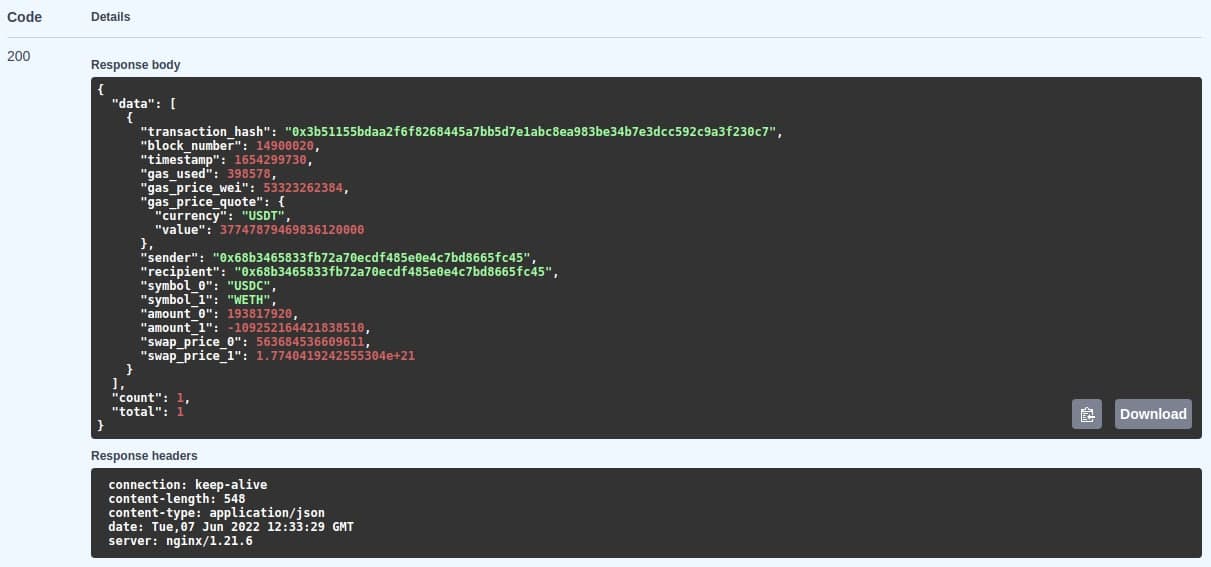 Code Details
200
Response body
{
  "data": [
    {
      "transaction_hash": "0x3b51155bdaa2f6f8268445a7bb5d7e1abc8ea983be34b7e3dcc592c9a3f230c7",
      "block_number": 14900020,
      "timestamp": 1654299730,
      "gas_used": 398578,
      "gas_price_wei": 53323262384,
      "gas_price_quote": {
        "currency": "USDT",
        "value": 37747879469836120000
      },
      "sender": "0x68b3465833fb72a70ecdf485e0e4c7bd8665fc45",
      "recipient": "0x68b3465833fb72a70ecdf485e0e4c7bd8665fc45",
      "symbol_0": "USDC",
      "symbol_1": "WETH",
      "amount_0": 193817920,
      "amount_1": -109252164421838510,
      "swap_price_0": 563684536609611,
      "swap_price_1": 1.7740419242555304e+21
    }
  ],
  "count": 1,
  "total": 1
}
Download
Response headers
connection: keep-alive
content-length: 548
content-type: application/json
date: Tue,07 Jun 2022 12:33:29 GMT
server: nginx/1.21.6